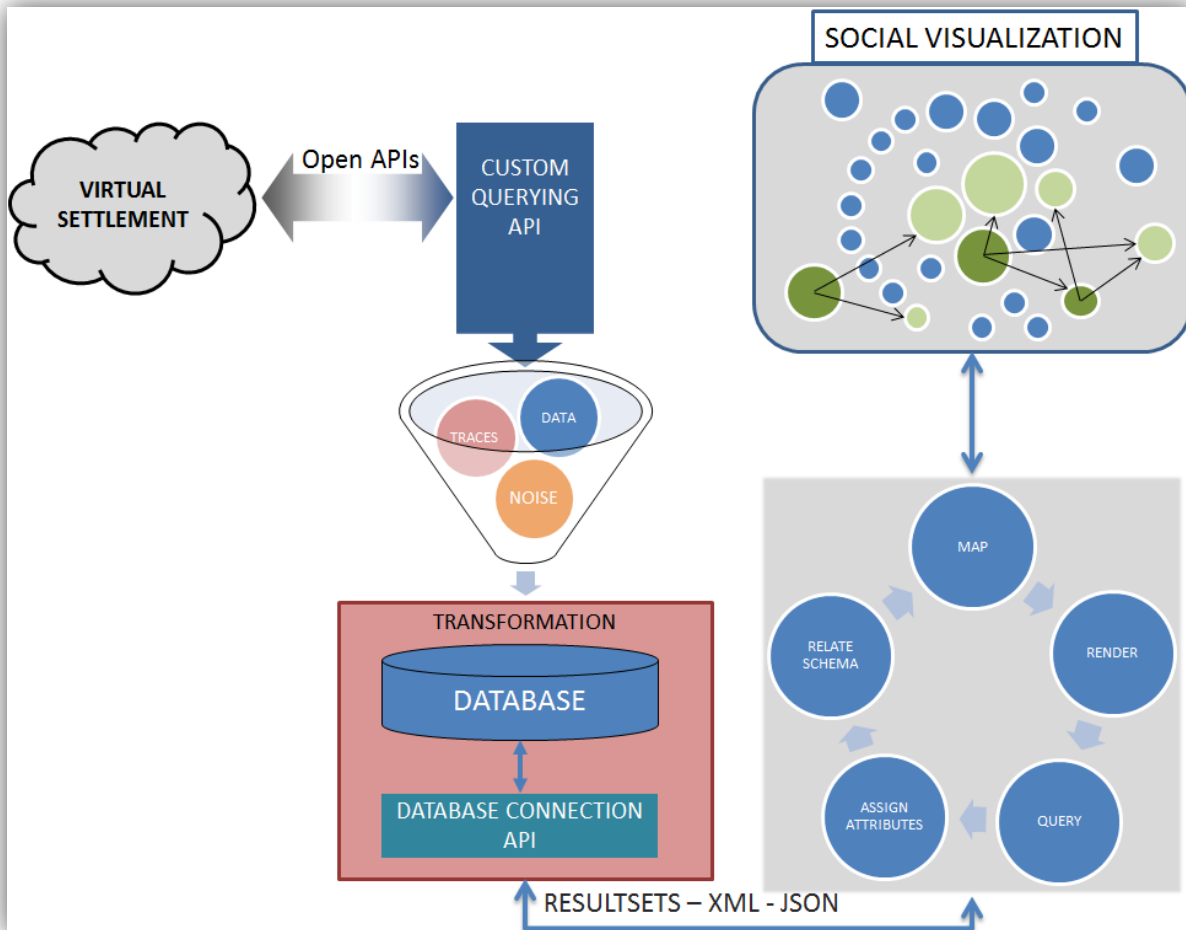 SOCIAL VISUALIZATION
VIRTUAL
SETTLEMENT
Open APIs
CUSTOM
QUERYING
API
TRACES
DATA
NOISE
TRANSFORMATION
DATABASE
DATABASE CONNECTION
API
MAP
RENDER
QUERY
ASSIGN
ATTRIBUTES
RELATE
SCHEMA
RESULTSETS – XML - JSON